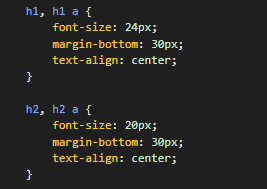 h1, h1 a {
    font-size: 24px;
    margin-bottom: 30px;
    text-align: center;
}

h2, h2 a {
    font-size: 20px;
    margin-bottom: 30px;
    text-align: center;
}